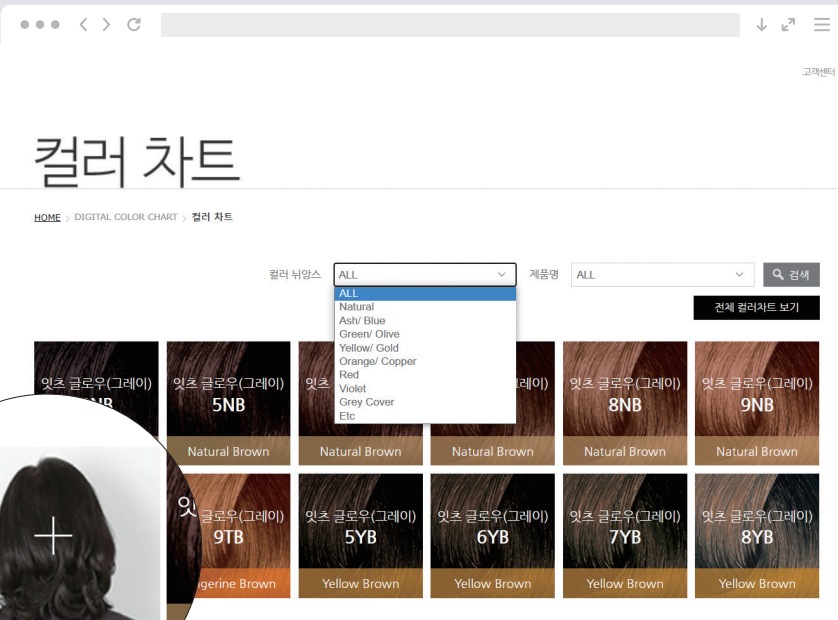 고객센터
컬러 차트
HOME > DIGITAL COLOR CHART > 컬러 차트
컬러 뉘앙스 ALL 제품명 ALL 검색
전체 컬러차트 보기
ALL
Natural
Ash/ Blue
Green/ Olive
Yellow/ Gold
Orange/ Copper
Red
Violet
Grey Cover
Etc
잇츠 글로우(그레이)
잇츠 글로우(그레이)
5NB
Natural Brown
Natural Brown
Natural Brown
잇츠 글로우(그레이)
8NB
Natural Brown
잇츠 글로우(그레이)
9NB
Natural Brown
글로우(그레이)
9TB
Brown
잇츠 글로우(그레이)
5YB
Yellow Brown
잇츠 글로우(그레이)
6YB
Yellow Brown
잇츠 글로우(그레이)
7YB
Yellow Brown
잇츠 글로우(그레이)
8YB
Yellow Brown